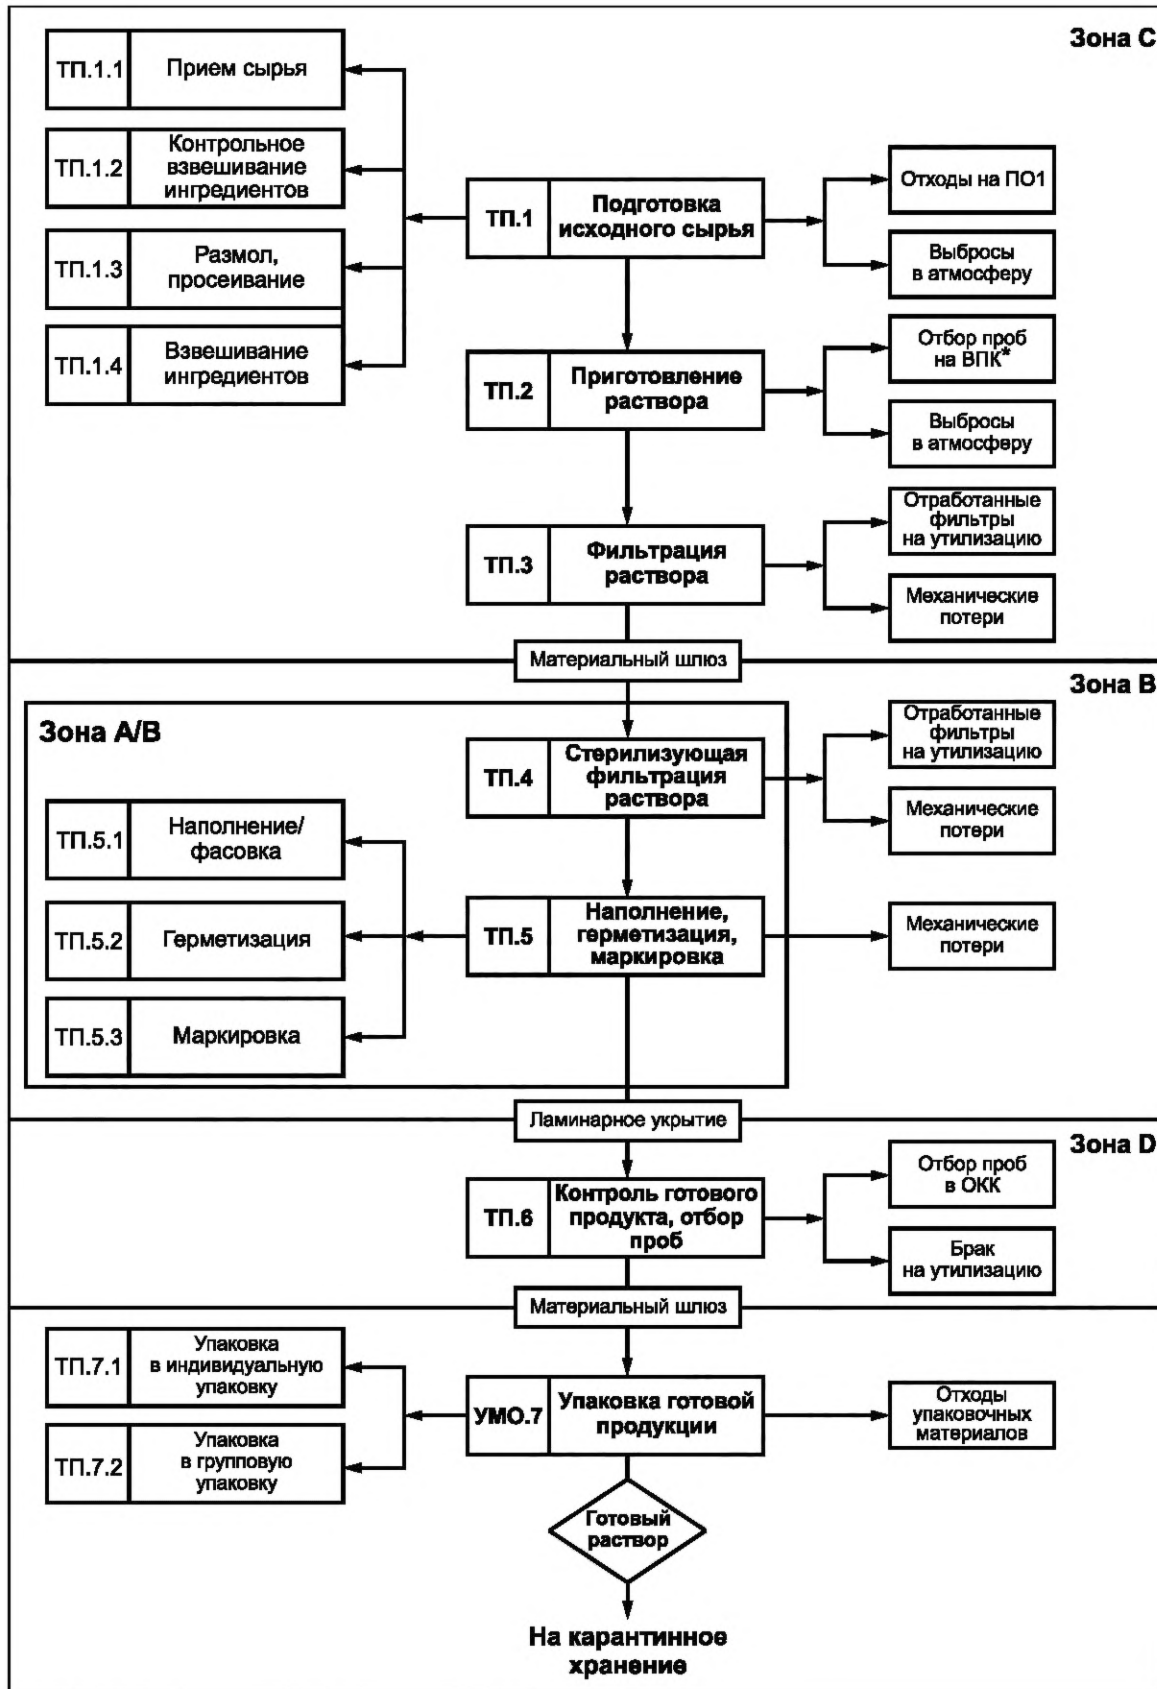 Зона С
ТП.1.1
Прием сырья
ТП.1.2
Контрольное
взвешивание
ингредиентов
ТП.1.3
Размол,
просеивание
ТП.1.4
Взвешивание
ингредиентов
ТП.1
Подготовка
исходного сырья
Отходы на ПО1
Выбросы
в атмосферу
ТП.2
Приготовление
раствора
Отбор проб
на ВПК*
Выбросы
в атмосферу
ТП.3
Фильтрация
раствора
Отработанные
фильтры
на утилизацию
Механические
потери
Материальный шлюз
Зона В
Зона А/В
ТП.4
Стерилизующая
фильтрация
раствора
Отработанные
фильтры
на утилизацию
Механические
потери
ТП.5.1
Наполнение/
фасовка
ТП.5.2
Герметизация
ТП.5.3
Маркировка
ТП.5
Наполнение,
герметизация,
маркировка
Механические
потери
Ламинарное укрытие
Зона D
ТП.6
Контроль готового
продукта, отбор
проб
Отбор проб
в ОКК
Брак
на утилизацию
Материальный шлюз
ТП.7.1
Упаковка
в индивидуальную
упаковку
ТП.7.2
Упаковка
в групповую
упаковку
УМО.7
Упаковка готовой
продукции
Отходы
упаковочных
материалов
Готовый
раствор
На карантинное
хранение